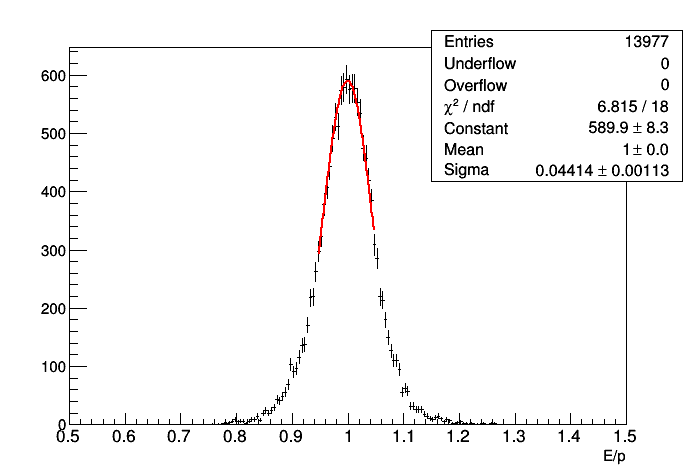 Entries 13977
Underflow 0
Overflow 0
χ² / ndf 6.815 / 18
Constant 589.9 ± 8.3
Mean 1 ± 0.0
Sigma 0.04414 ± 0.00113
600
500
400
300
200
100
0
0.5 0.6 0.7 0.8 0.9 1 1.1 1.2 1.3 1.4 1.5
E/p